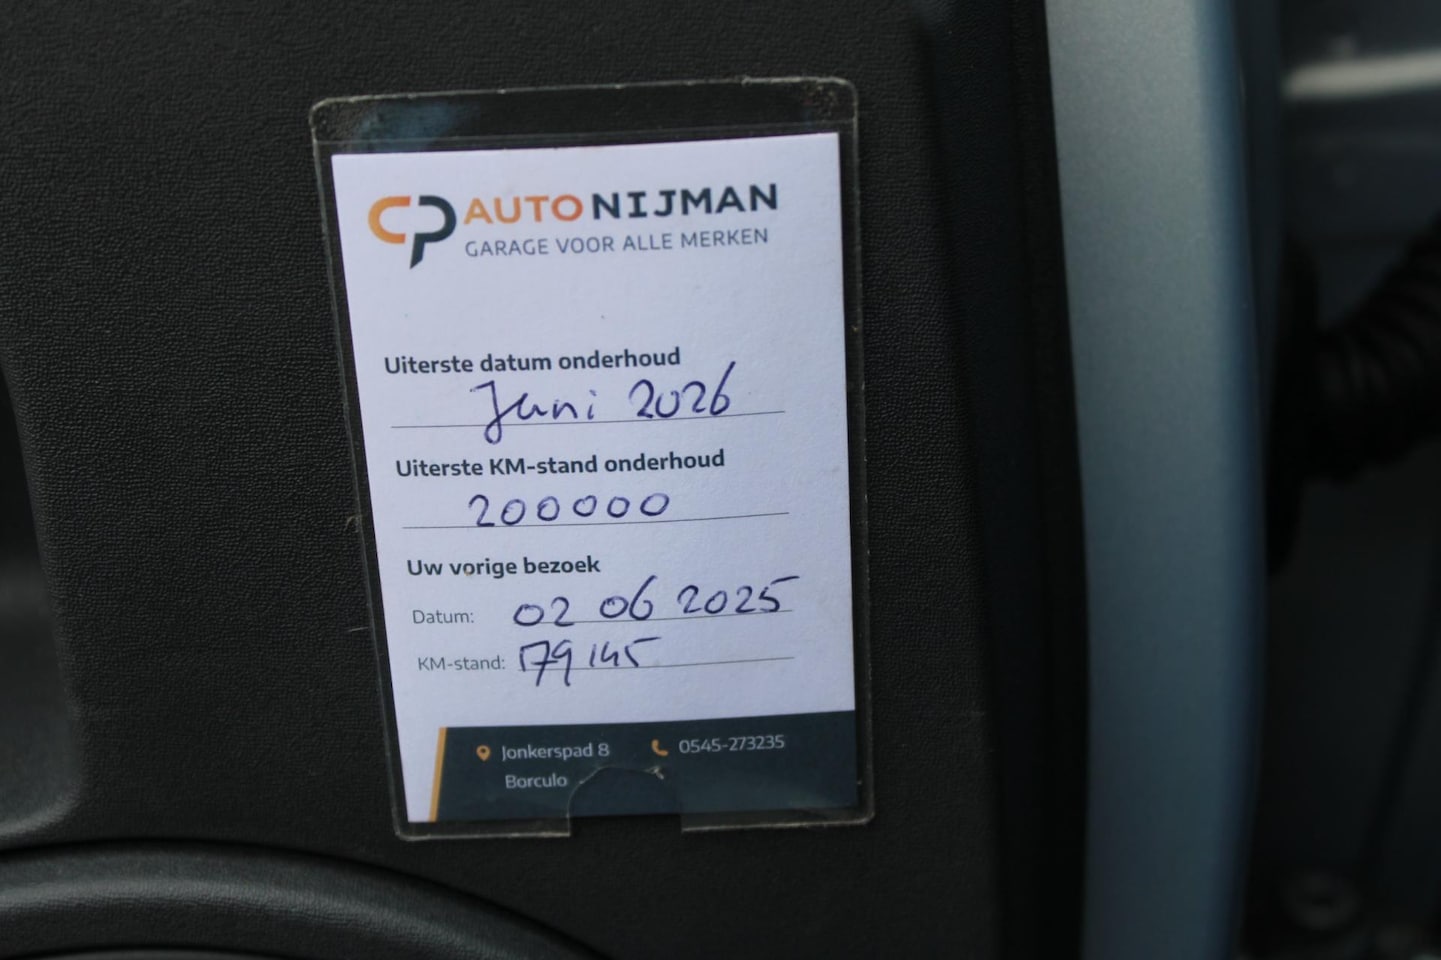 CP AUTO NIJMAN
GARAGE VOOR ALLE MERKEN
Uiterste datum onderhoud
Juni 2026
Uiterste KM-stand onderhoud
200000
Uw vorige bezoek
Datum: 02 06 2025
KM-stand: 179145
Jonkerspad 8 0545-273235
Borculo